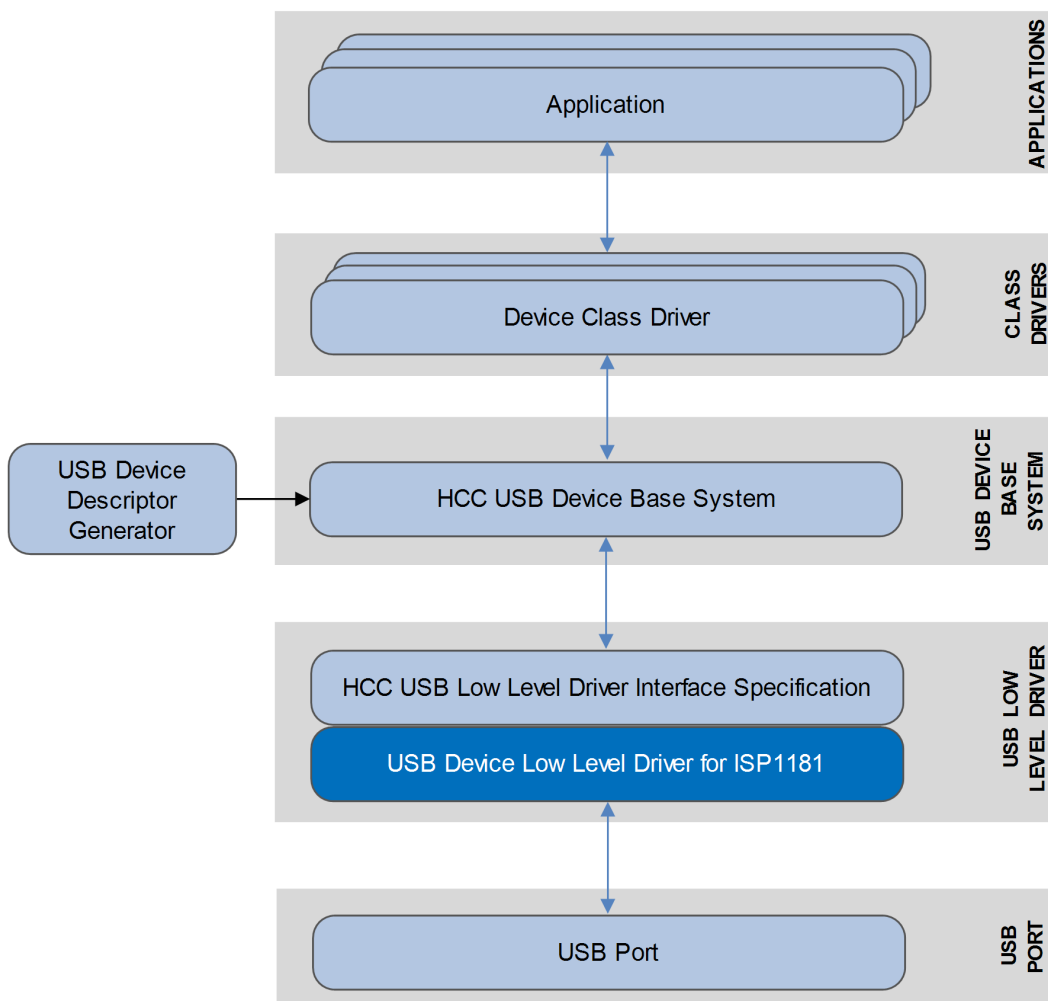 Application
APPLICATIONS
Device Class Driver
CLASS
DRIVERS
USB Device
Descriptor
Generator
HCC USB Device Base System
USB DEVICE
BASE
SYSTEM
HCC USB Low Level Driver Interface Specification
USB Device Low Level Driver for ISP1181
USB LOW
LEVEL DRIVER
USB Port
USB
PORT